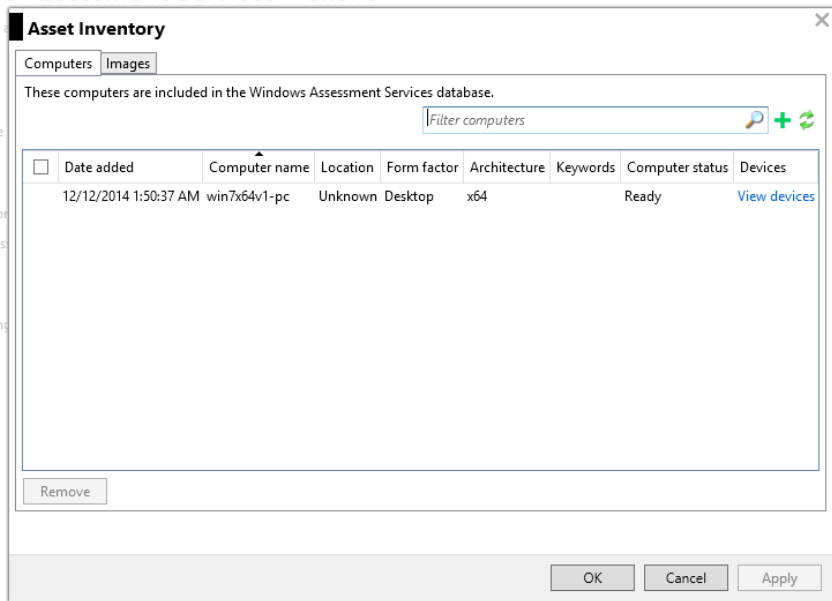 Asset Inventory
Computers Images
These computers are included in the Windows Assessment Services database.
Filter computers
Date added Computer name Location Form factor Architecture Keywords Computer status Devices
12/12/2014 1:50:37 AM win7x64v1-pc Unknown Desktop x64 Ready View devices
Remove
OK Cancel Apply